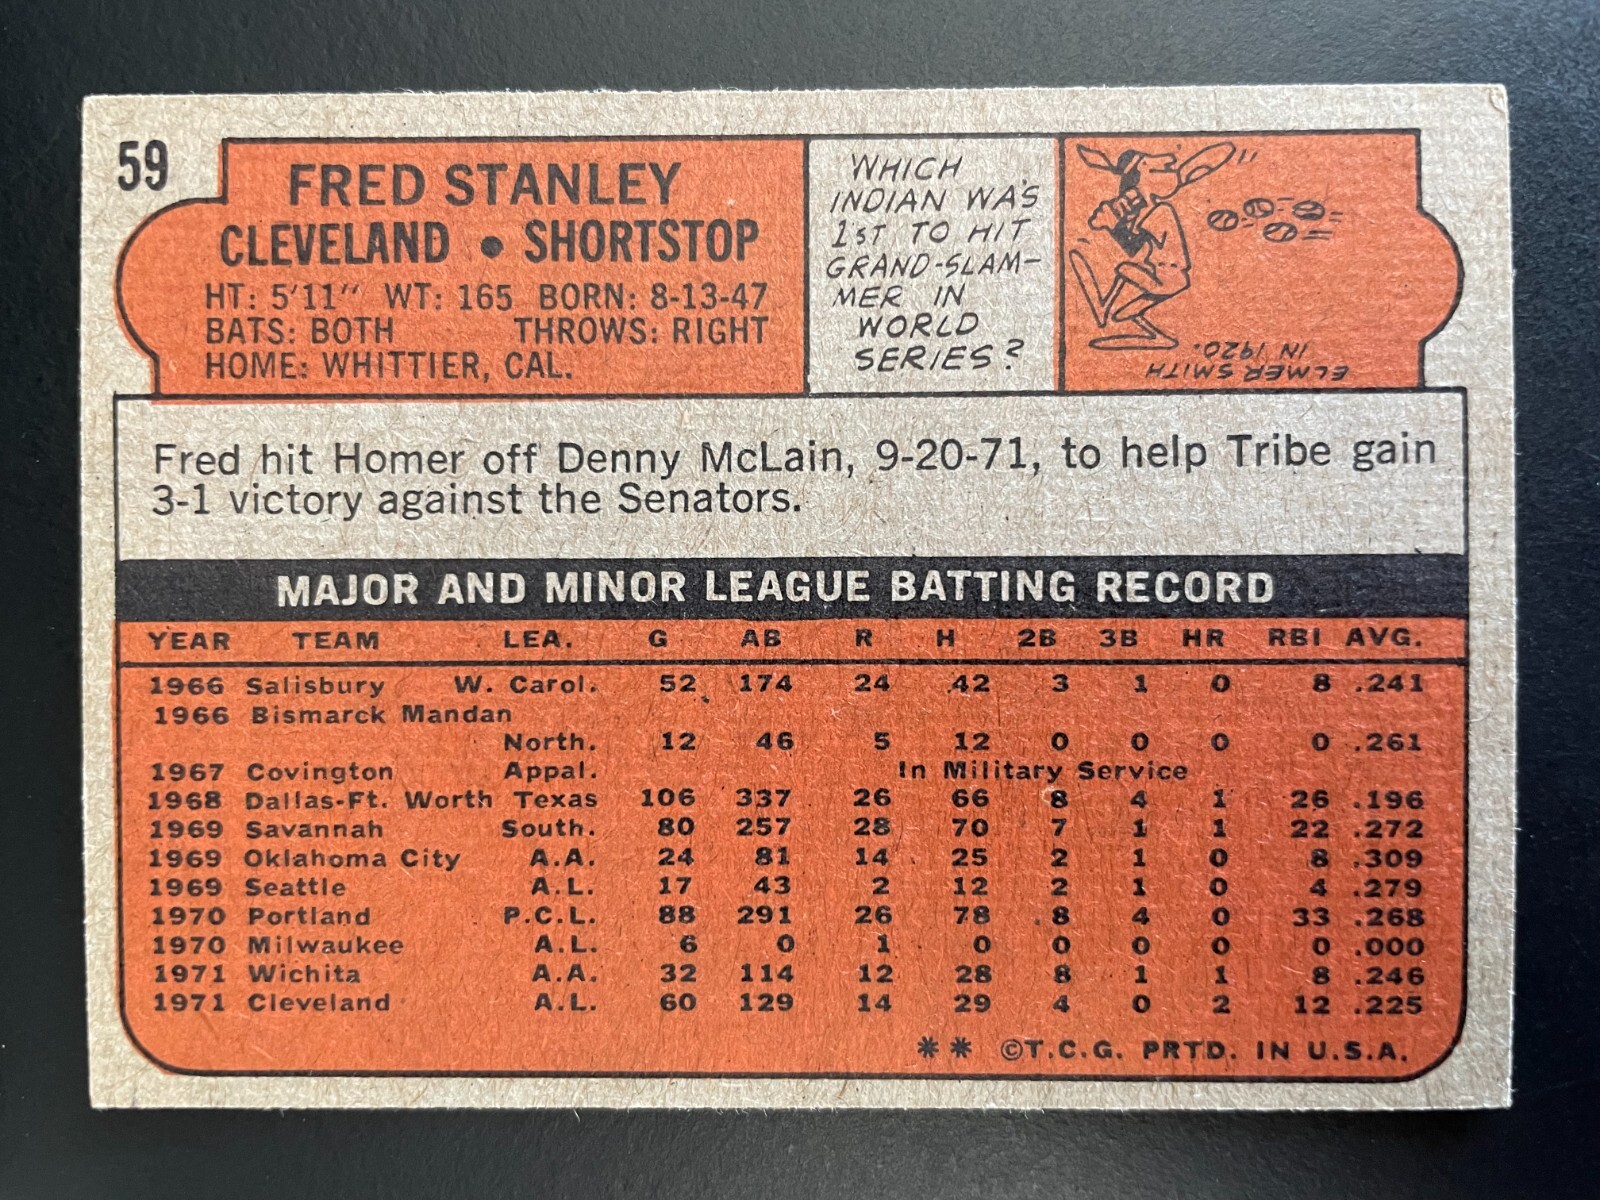 59
FRED STANLEY
CLEVELAND • SHORTSTOP
HT: 5'11" WT: 165 BORN: 8-13-47
BATS: BOTH THROWS: RIGHT
HOME: WHITTIER, CAL.
WHICH
INDIAN WAS
1ST TO HIT
GRAND-SLAM-
MER IN
WORLD
SERIES?
ELMER SMITH
IN 1920.
Fred hit Homer off Denny McLain, 9-20-71, to help Tribe gain
3-1 victory against the Senators.
MAJOR AND MINOR LEAGUE BATTING RECORD
YEAR TEAM LEA. G AB R H 2B 3B HR RBI AVG.
1966 Salisbury W. Carol. 52 174 24 42 3 1 0 8 .241
1966 Bismarck Mandan
North. 12 46 5 12 0 0 0 0 .261
1967 Covington Appal. In Military Service
1968 Dallas-Ft. Worth Texas 106 337 26 66 8 4 1 26 .196
1969 Savannah South. 80 257 28 70 7 1 1 22 .272
1969 Oklahoma City A.A. 24 81 14 25 2 1 0 8 .309
1969 Seattle A.L. 17 43 2 12 2 1 0 4 .279
1970 Portland P.C.L. 88 291 26 78 8 4 0 33 .268
1970 Milwaukee A.L. 6 0 1 0 0 0 0 0 .000
1971 Wichita A.A. 32 114 12 28 8 1 1 8 .246
1971 Cleveland A.L. 60 129 14 29 4 0 2 12 .225
** ©T.C.G. PRTD. IN U.S.A.